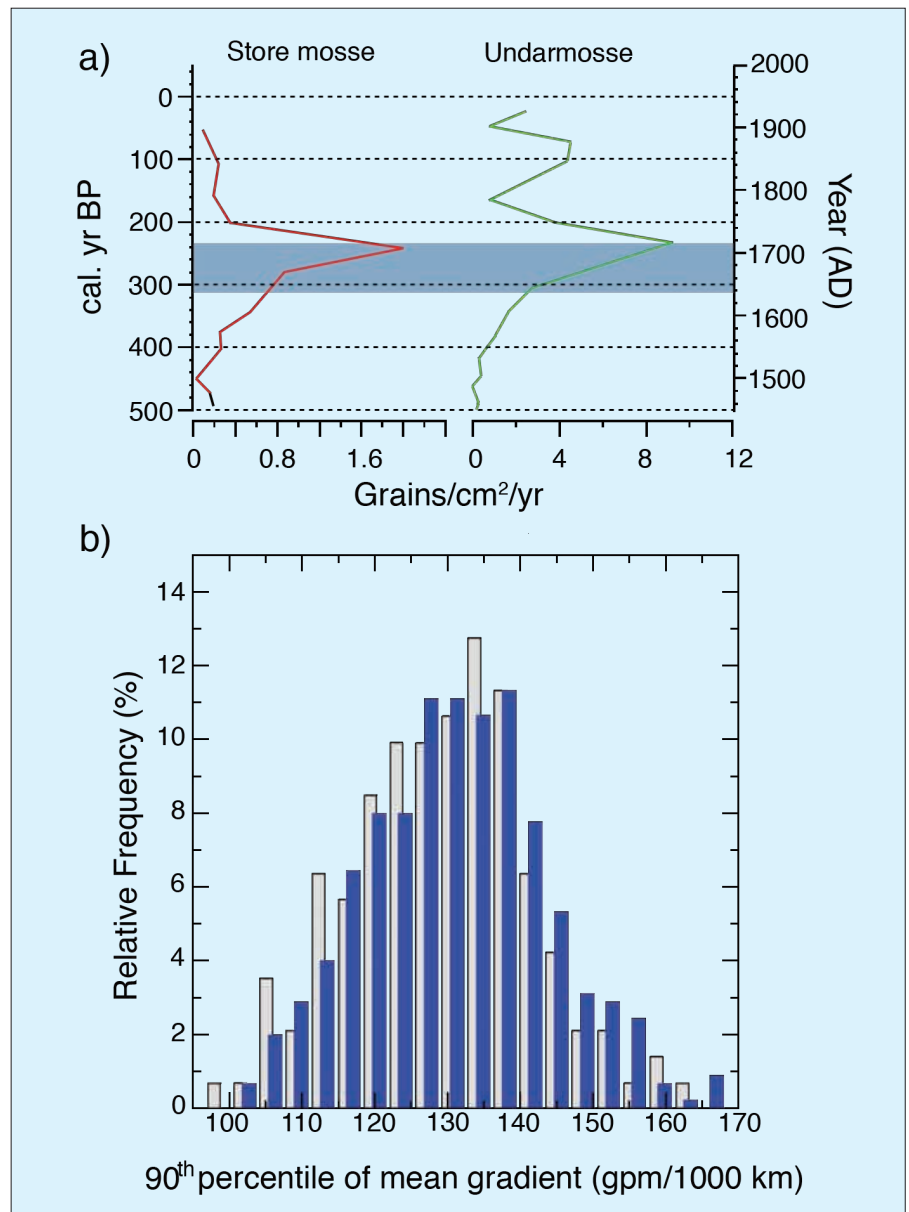 a)
Store mosse
Undarmosse
0
100
200
300
400
500
cal. yr BP
2000
1900
1800
1700
1600
1500
Year (AD)
0 0.8 1.6
0 4 8 12
Grains/cm²/yr
b)
14
12
10
8
6
4
2
0
Relative Frequency (%)
100 110 120 130 140 150 160 170
90th percentile of mean gradient (gpm/1000 km)